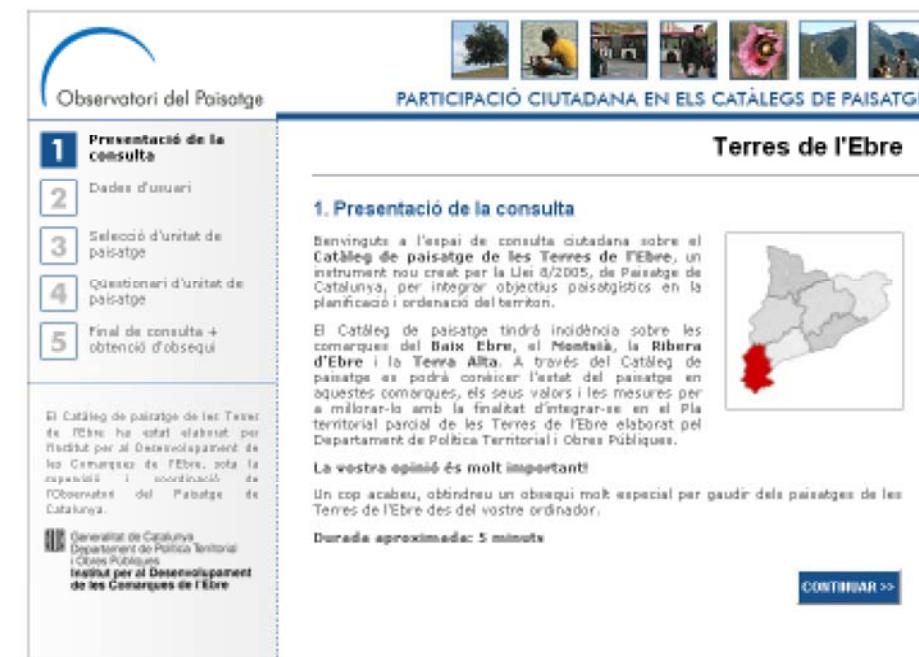 Observatori del Paisatge
PARTICIPACIÓ CIUTADANA EN ELS CATÀLEGS DE PAISATGE
1 Presentació de la
consulta
2 Dades d'usuari
3 Selecció d'unitat de
paisatge
4 Qüestionari d'unitat de
paisatge
5 Final de consulta +
obtenció d'obsequi
El Catàleg de paisatge de les Terres
de l'Ebre ha estat elaborat per
l'Institut per al Desenvolupament de
les Comarques de l'Ebre, sota la
supervisió i coordinació de
l'Observatori del Paisatge de
Catalunya.
Generalitat de Catalunya
Departament de Política Territorial
i Obres Públiques
Institut per al Desenvolupament
de les Comarques de l'Ebre
Terres de l'Ebre
1. Presentació de la consulta
Benvinguts a l'espai de consulta ciutadana sobre el
Catàleg de paisatge de les Terres de l'Ebre, un
instrument nou creat per la Llei 8/2005, de Paisatge de
Catalunya, per integrar objectius paisatgístics en la
planificació i ordenació del territori.
El Catàleg de paisatge tindrà incidència sobre les
comarques del Baix Ebre, el Montsià, la Ribera
d'Ebre i la Terra Alta. A través del Catàleg de
paisatge es podrà conèixer l'estat del paisatge en
aquestes comarques, els seus valors i les mesures per
a millorar-lo amb la finalitat d'integrar-se en el Pla
territorial parcial de les Terres de l'Ebre elaborat pel
Departament de Política Territorial i Obres Públiques.
La vostra opinió és molt important!
Un cop acabeu, obtindreu un obsequi molt especial per gaudir dels paisatges de les
Terres de l'Ebre des del vostre ordinador.
Durada aproximada: 5 minuts
CONTINUAR >>